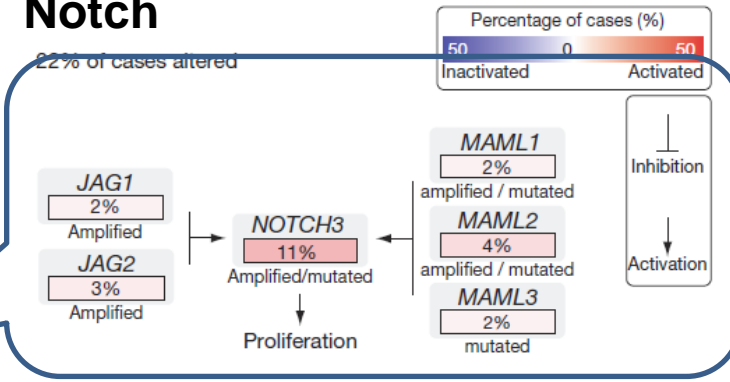 Notch
22% of cases altered
Percentage of cases (%)
50 0 50
Inactivated Activated
Inhibition
Activation
JAG1
2%
Amplified
JAG2
3%
Amplified
NOTCH3
11%
Amplified/mutated
Proliferation
MAML1
2%
amplified / mutated
MAML2
4%
amplified / mutated
MAML3
2%
mutated